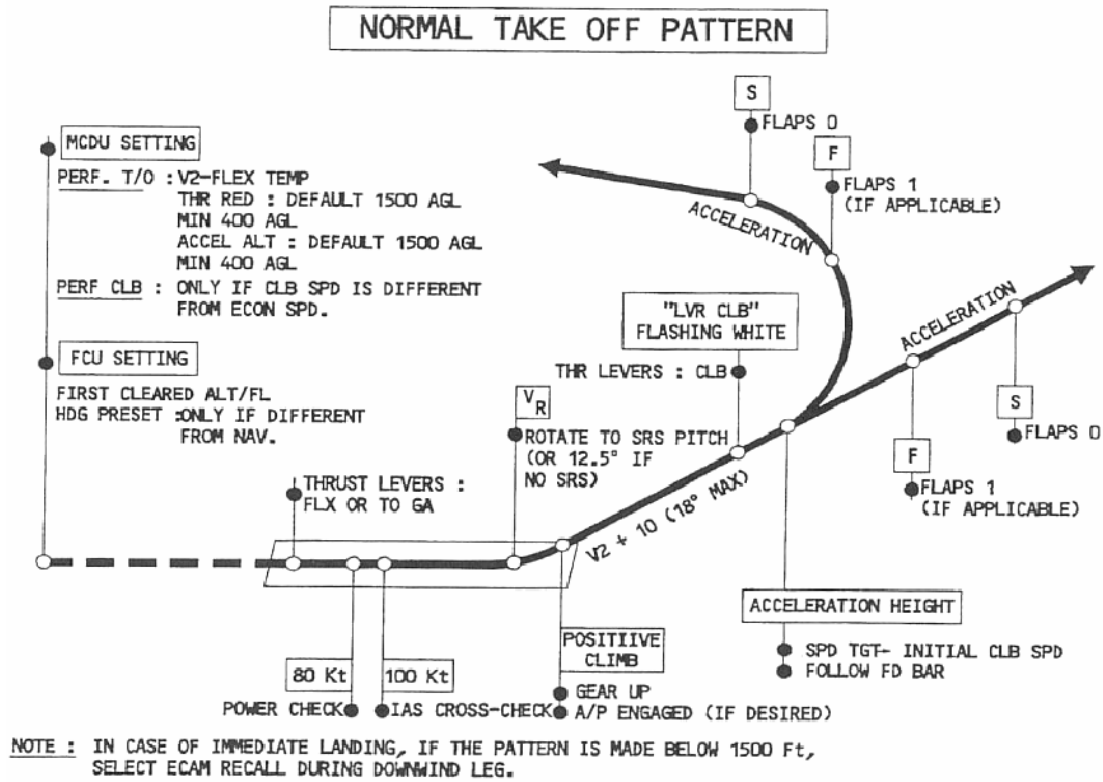 NORMAL TAKE OFF PATTERN
MCDU SETTING
PERF. T/O : V2-FLEX TEMP
THR RED : DEFAULT 1500 AGL
MIN 400 AGL
ACCEL ALT : DEFAULT 1500 AGL
MIN 400 AGL
PERF CLB : ONLY IF CLB SPD IS DIFFERENT
FROM ECON SPD.
FCU SETTING
FIRST CLEARED ALT/FL
HDG PRESET :ONLY IF DIFFERENT
FROM NAV.
THRUST LEVERS :
FLX OR TO GA
80 Kt
POWER CHECK
100 Kt
IAS CROSS-CHECK
VR
ROTATE TO SRS PITCH
(OR 12.5° IF
NO SRS)
POSITIIVE
CLIMB
GEAR UP
A/P ENGAGED (IF DESIRED)
V2 + 10 (18° MAX)
"LVR CLB"
FLASHING WHITE
THR LEVERS : CLB
ACCELERATION HEIGHT
SPD TGT- INITIAL CLB SPD
FOLLOW FD BAR
S
FLAPS 0
F
FLAPS 1
(IF APPLICABLE)
ACCELERATION
ACCELERATION
F
FLAPS 1
(IF APPLICABLE)
S
FLAPS 0
NOTE : IN CASE OF IMMEDIATE LANDING, IF THE PATTERN IS MADE BELOW 1500 Ft,
SELECT ECAM RECALL DURING DOWNWIND LEG.